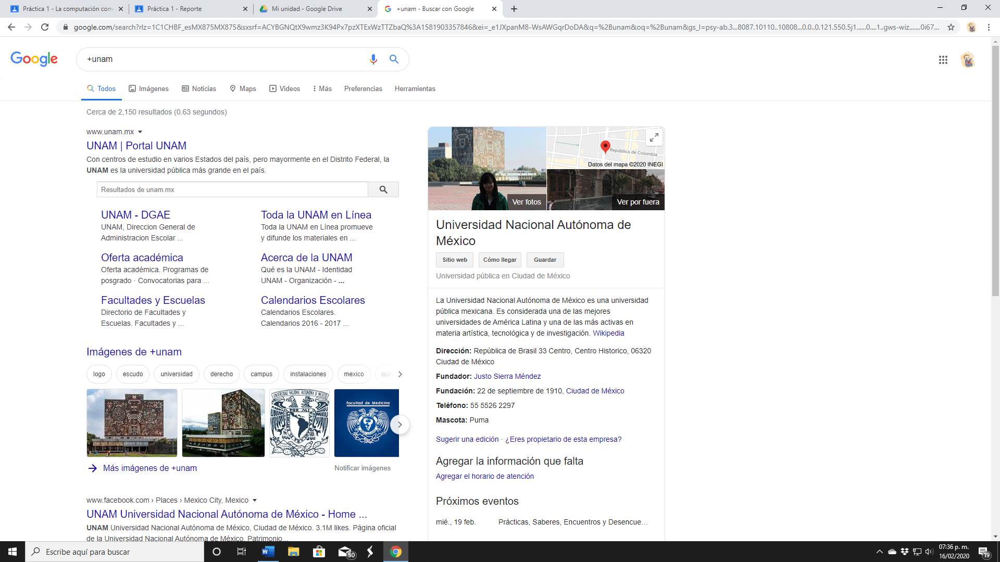 Práctica 1 - La computación com
Práctica 1 - Reporte
Mi unidad - Google Drive
+unam - Buscar con Google
google.com/search?rlz=1C1CHBF_esMX875MX875&sxsrf=ACYBGNQtX9wmz3K94Px7pzXTExWzTTZbaQ%3A1581903357846&ei=_e1JXpanM8-WsAWGqrDoDA&q=%2Bunam&oq=%2Bunam&gs_l=psy-ab.3...8087.10110..10808...0.0..0.121.550.5j1......0....1..gws-wiz.......0i67...
Google
+unam
Todos Imágenes Noticias Maps Videos Más Preferencias Herramientas
Cerca de 2,150 resultados (0.63 segundos)
www.unam.mx
UNAM | Portal UNAM
Con centros de estudio en varios Estados del país, pero mayormente en el Distrito Federal, la
UNAM es la universidad pública más grande en el país.
Resultados de unam.mx
UNAM - DGAE
UNAM, Direccion General de
Administracion Escolar ...
Toda la UNAM en Línea
Toda la UNAM en Línea promueve
y difunde los materiales en ...
Oferta académica
Oferta académica. Programas de
posgrado · Convocatorias para ...
Acerca de la UNAM
Qué es la UNAM - Identidad
UNAM - Organización - ...
Facultades y Escuelas
Directorio de Facultades y
Escuelas. Facultades y ...
Calendarios Escolares
Calendarios Escolares.
Calendarios 2016 - 2017 ...
Imágenes de +unam
logo escudo universidad derecho campus instalaciones mexico
UNIVERSIDAD NACIONAL AUTONOMA D MEXICO
POR MI RAZA
Facultad de Medicina
Más imágenes de +unam
Notificar imágenes
www.facebook.com › Places › Mexico City, Mexico
UNAM Universidad Nacional Autónoma de México - Home ...
UNAM Universidad Nacional Autónoma de México, Ciudad de México. 3.1M likes. Página oficial
de la Universidad Nacional Autónoma de México. Patrimonio...
República de Colombia
Datos del mapa ©2020 INEGI
Ver fotos
Ver por fuera
Universidad Nacional Autónoma de
México
Sitio web Cómo llegar Guardar
Universidad pública en Ciudad de México
La Universidad Nacional Autónoma de México es una universidad
pública mexicana. Es considerada una de las mejores
universidades de América Latina y una de las más activas en
materia artística, tecnológica y de investigación. Wikipedia
Dirección: República de Brasil 33 Centro, Centro Historico, 06320
Ciudad de México
Fundador: Justo Sierra Méndez
Fundación: 22 de septiembre de 1910, Ciudad de México
Teléfono: 55 5526 2297
Mascota: Puma
Sugerir una edición · ¿Eres propietario de esta empresa?
Agregar la información que falta
Agregar el horario de atención
Próximos eventos
mié., 19 feb. Prácticas, Saberes, Encuentros y Desencue…
Escribe aquí para buscar
50
07:36 p. m.
16/02/2020
19